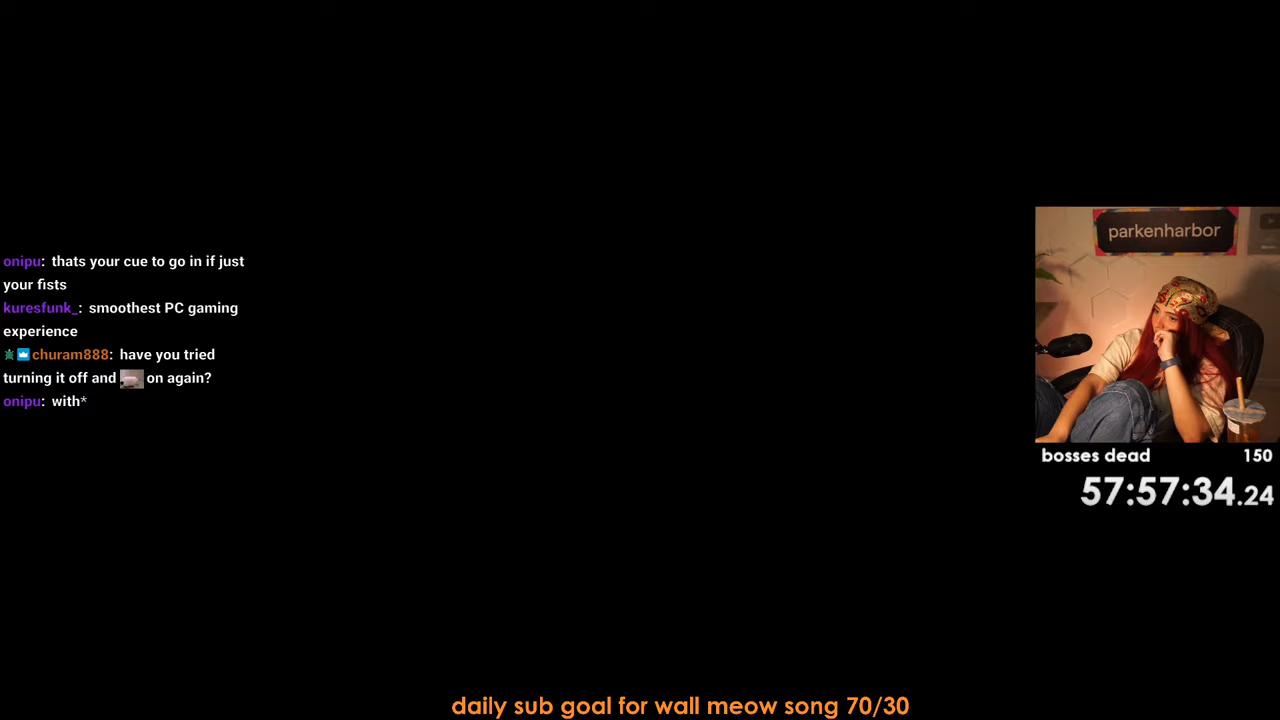 onipu: thats your cue to go in if just
your fists
kuresfunk_: smoothest PC gaming
experience
churam888: have you tried
turning it off and on again?
onipu: with*
parkenharbor
bosses dead 150
57:57:34.24
daily sub goal for wall meow song 70/30